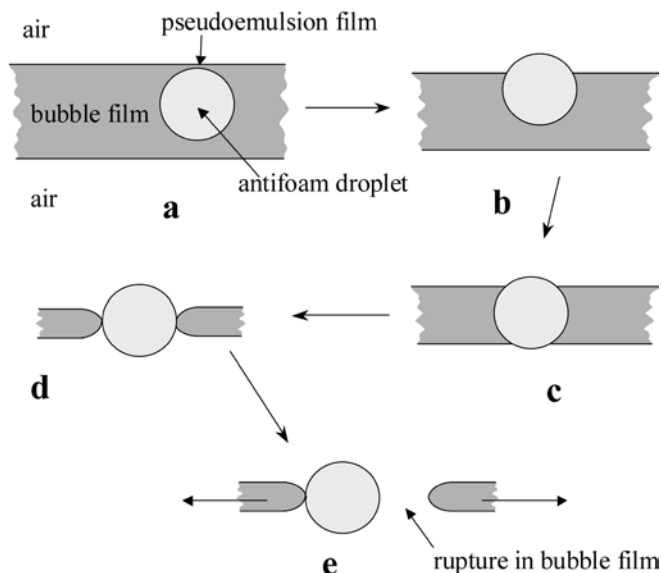 air
pseudoemulsion film
bubble film
antifoam droplet
air
a
b
d
c
e
rupture in bubble film